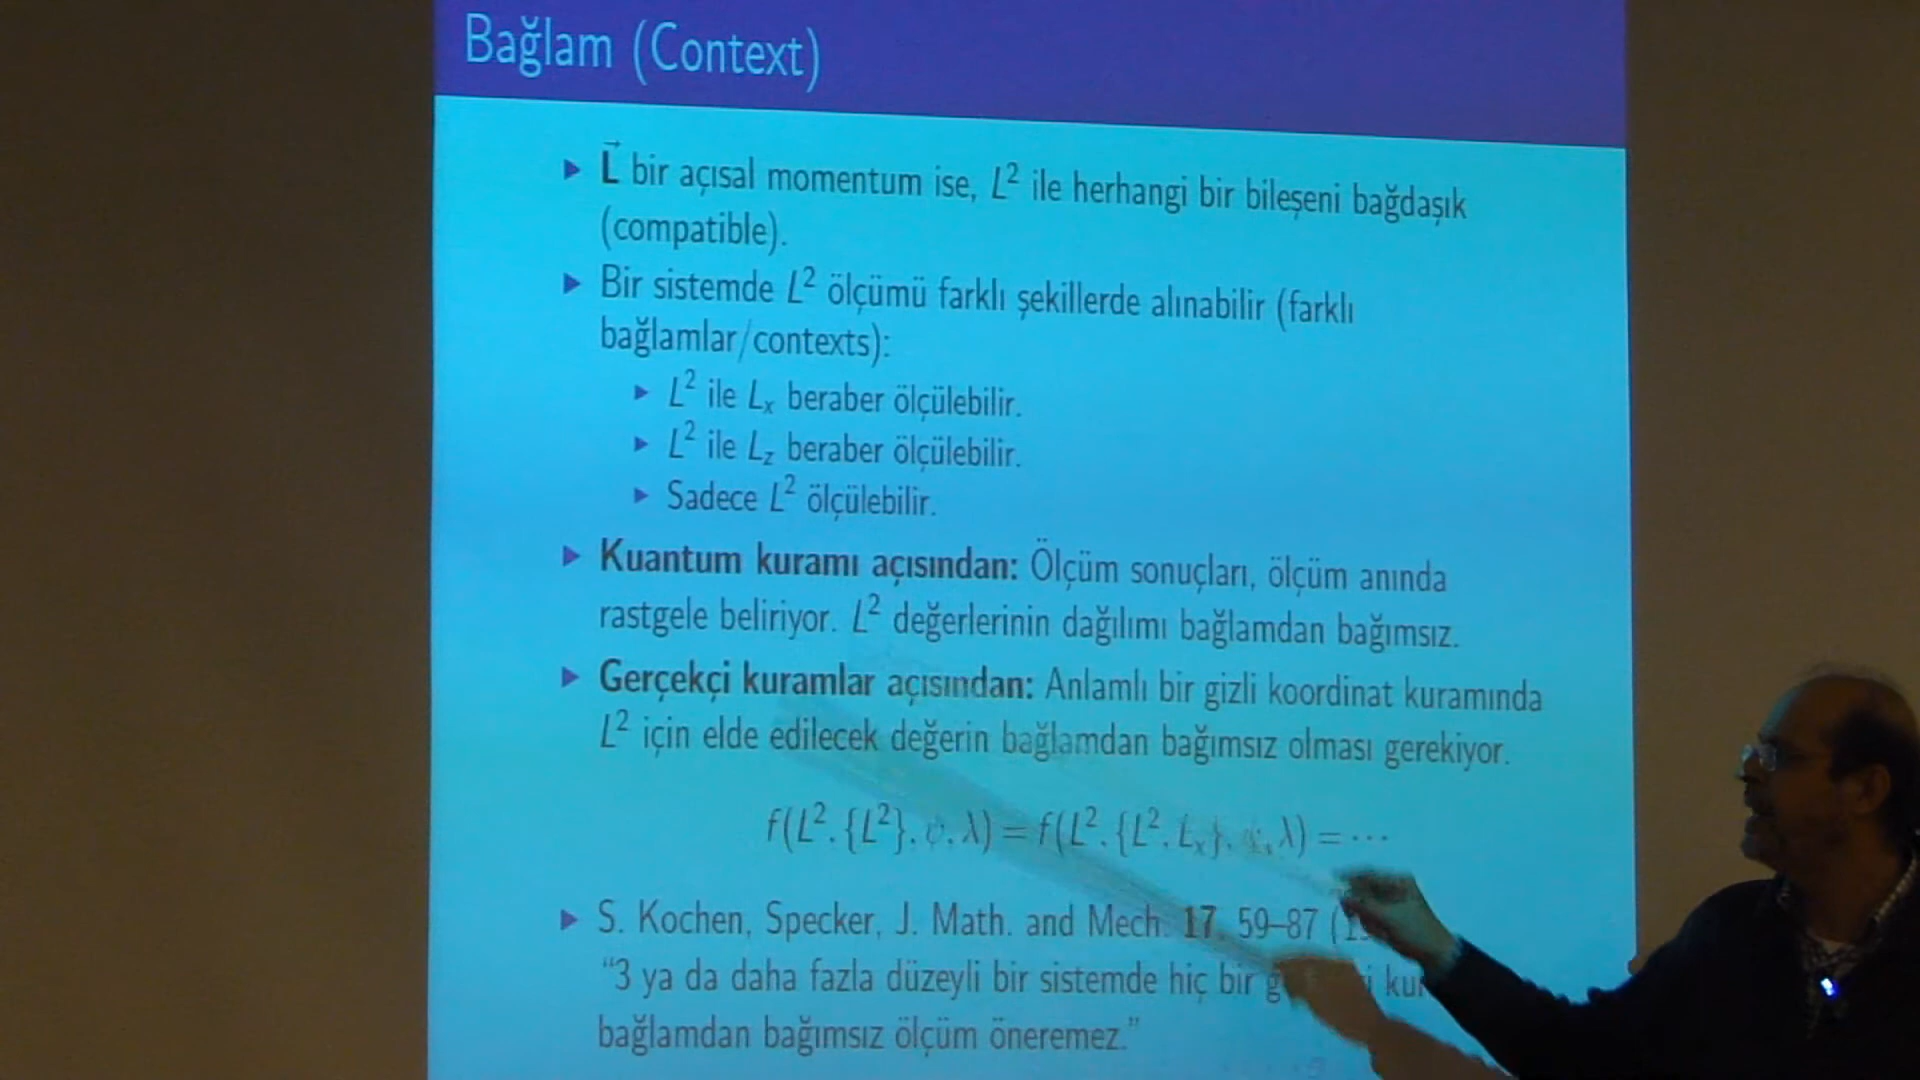 Bağlam (Context)
L⃗ bir açısal momentum ise, L² ile herhangi bir bileşeni bağdaşık
(compatible).
Bir sistemde L² ölçümü farklı şekillerde alınabilir (farklı
bağlamlar/contexts):
L² ile Lₓ beraber ölçülebilir.
L² ile L_z beraber ölçülebilir.
Sadece L² ölçülebilir.
Kuantum kuramı açısından: Ölçüm sonuçları, ölçüm anında
rastgele beliriyor. L² değerlerinin dağılımı bağlamdan bağımsız.
Gerçekçi kuramlar açısından: Anlamlı bir gizli koordinat kuramında
L² için elde edilecek değerin bağlamdan bağımsız olması gerekiyor.
f(L², {L²}, ψ, λ) = f(L², {L², Lₓ}, ψ, λ) = ···
S. Kochen, Specker, J. Math. and Mech. 17, 59–87
"3 ya da daha fazla düzeyli bir sistemde hiç bir
bağlamdan bağımsız ölçüm öneremez."